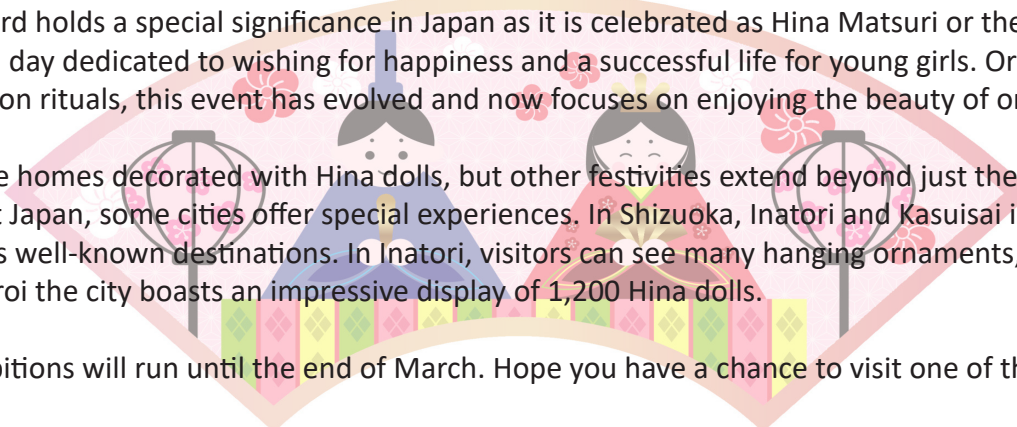 rd holds a special significance in Japan as it is celebrated as Hina Matsuri or the
day dedicated to wishing for happiness and a successful life for young girls. Or
on rituals, this event has evolved and now focuses on enjoying the beauty of or
e homes decorated with Hina dolls, but other festivities extend beyond just the
t Japan, some cities offer special experiences. In Shizuoka, Inatori and Kasuisai i
s well-known destinations. In Inatori, visitors can see many hanging ornaments,
roi the city boasts an impressive display of 1,200 Hina dolls.
bitions will run until the end of March. Hope you have a chance to visit one of th